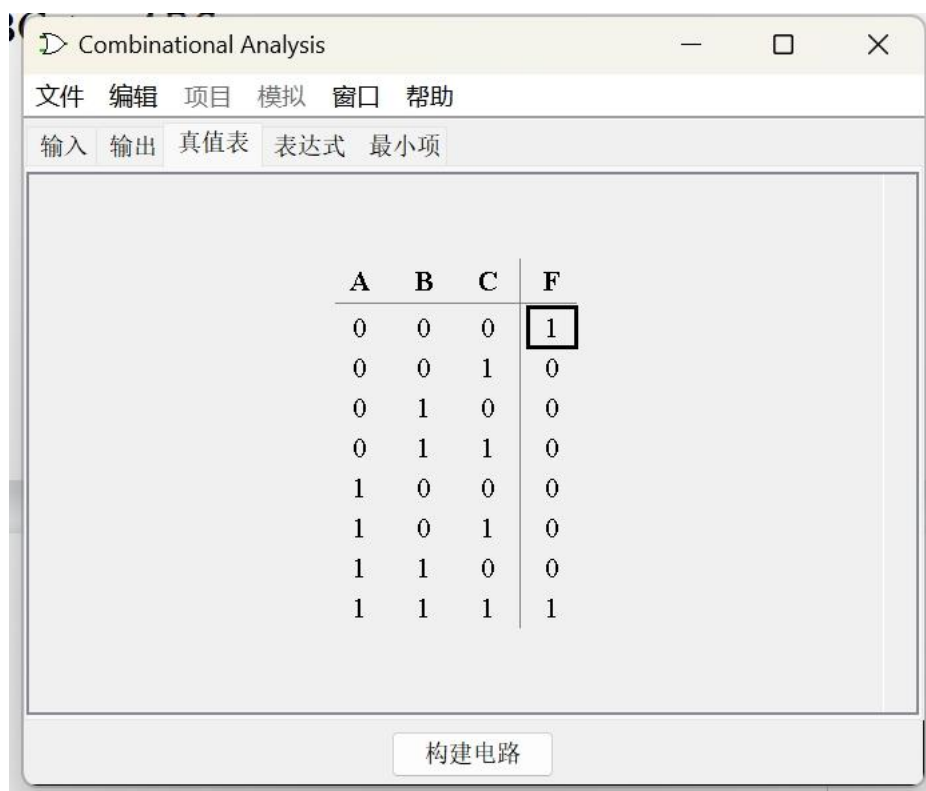 Combinational Analysis
文件 编辑 项目 模拟 窗口 帮助
输入 输出 真值表 表达式 最小项
A B C F
0 0 0 1
0 0 1 0
0 1 0 0
0 1 1 0
1 0 0 0
1 0 1 0
1 1 0 0
1 1 1 1
构建电路